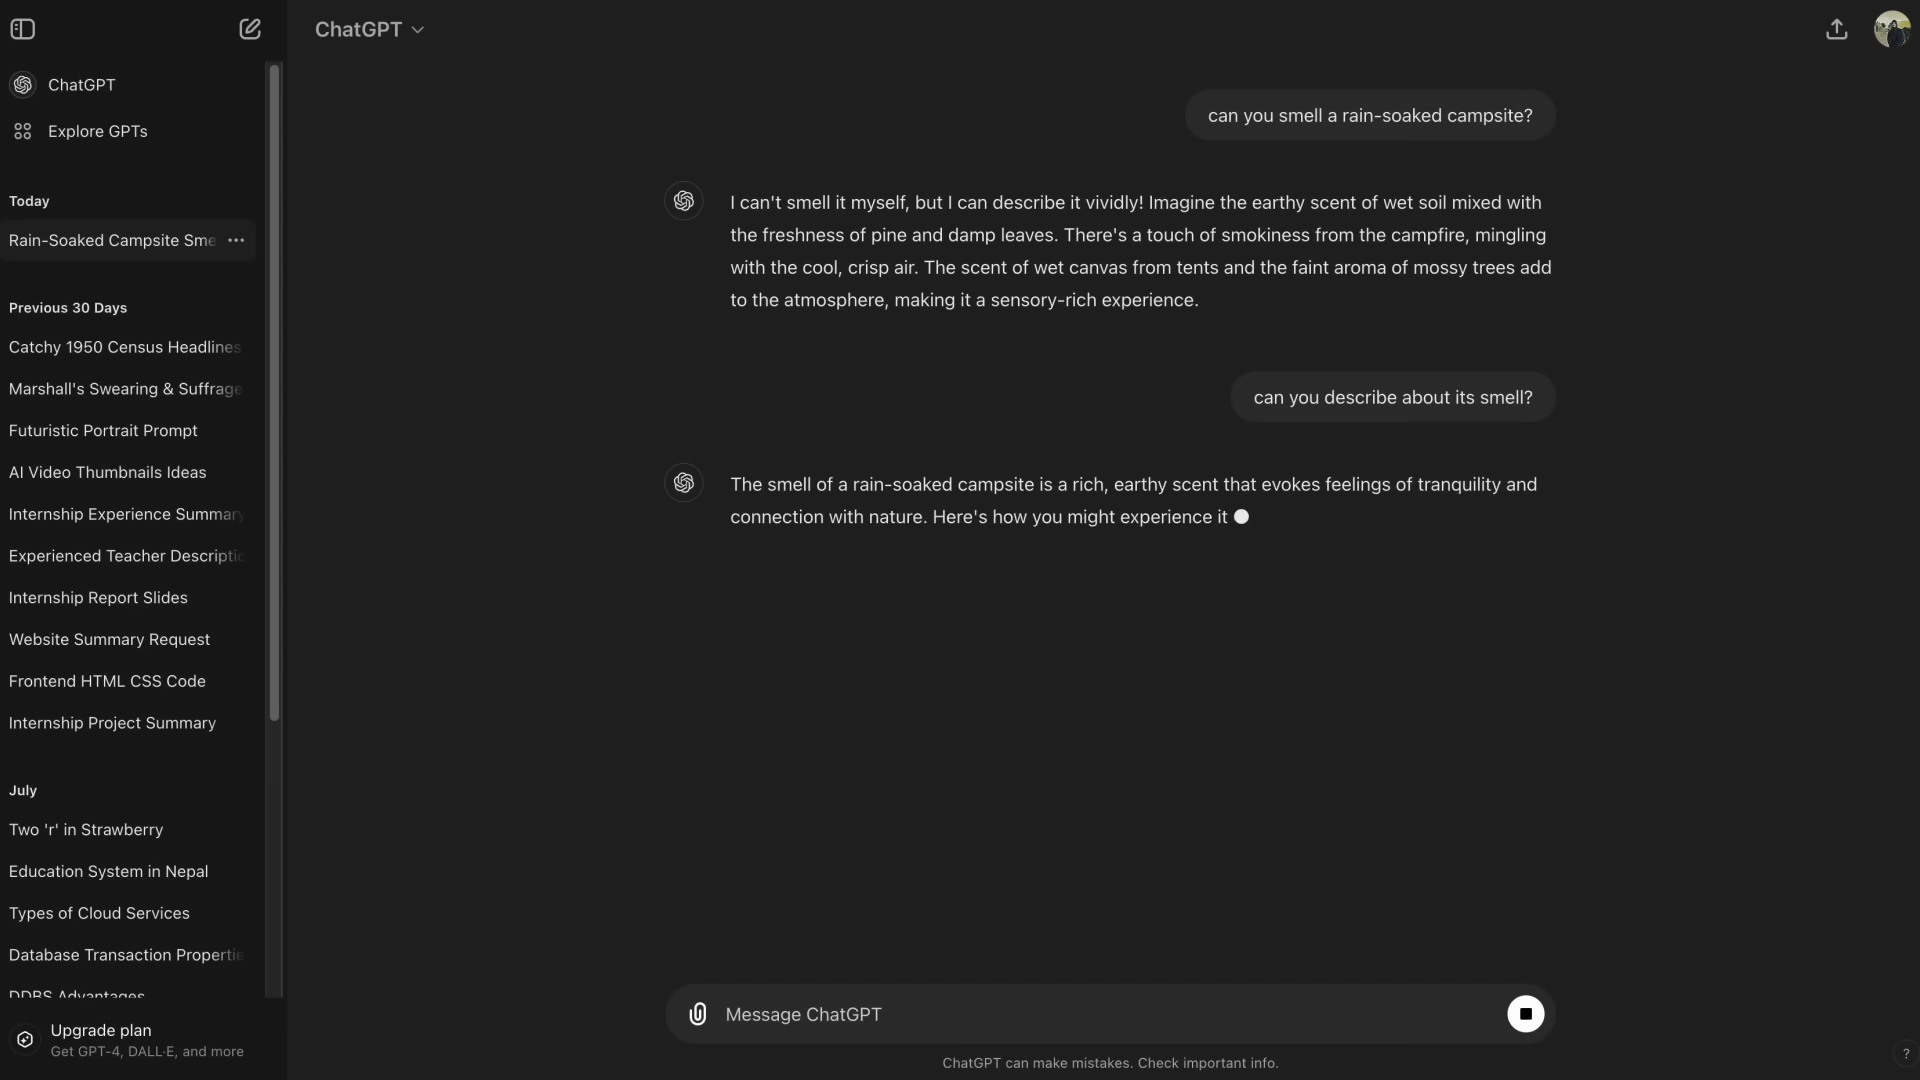 ChatGPT
Explore GPTs
Today
Rain-Soaked Campsite Sme
Previous 30 Days
Catchy 1950 Census Headlines
Marshall's Swearing & Suffrage
Futuristic Portrait Prompt
AI Video Thumbnails Ideas
Internship Experience Summary
Experienced Teacher Descriptio
Internship Report Slides
Website Summary Request
Frontend HTML CSS Code
Internship Project Summary
July
Two 'r' in Strawberry
Education System in Nepal
Types of Cloud Services
Database Transaction Propertie
DDBS Advantages
Upgrade plan
Get GPT-4, DALL·E, and more
ChatGPT
can you smell a rain-soaked campsite?
I can't smell it myself, but I can describe it vividly! Imagine the earthy scent of wet soil mixed with
the freshness of pine and damp leaves. There's a touch of smokiness from the campfire, mingling
with the cool, crisp air. The scent of wet canvas from tents and the faint aroma of mossy trees add
to the atmosphere, making it a sensory-rich experience.
can you describe about its smell?
The smell of a rain-soaked campsite is a rich, earthy scent that evokes feelings of tranquility and
connection with nature. Here's how you might experience it
Message ChatGPT
ChatGPT can make mistakes. Check important info.
?